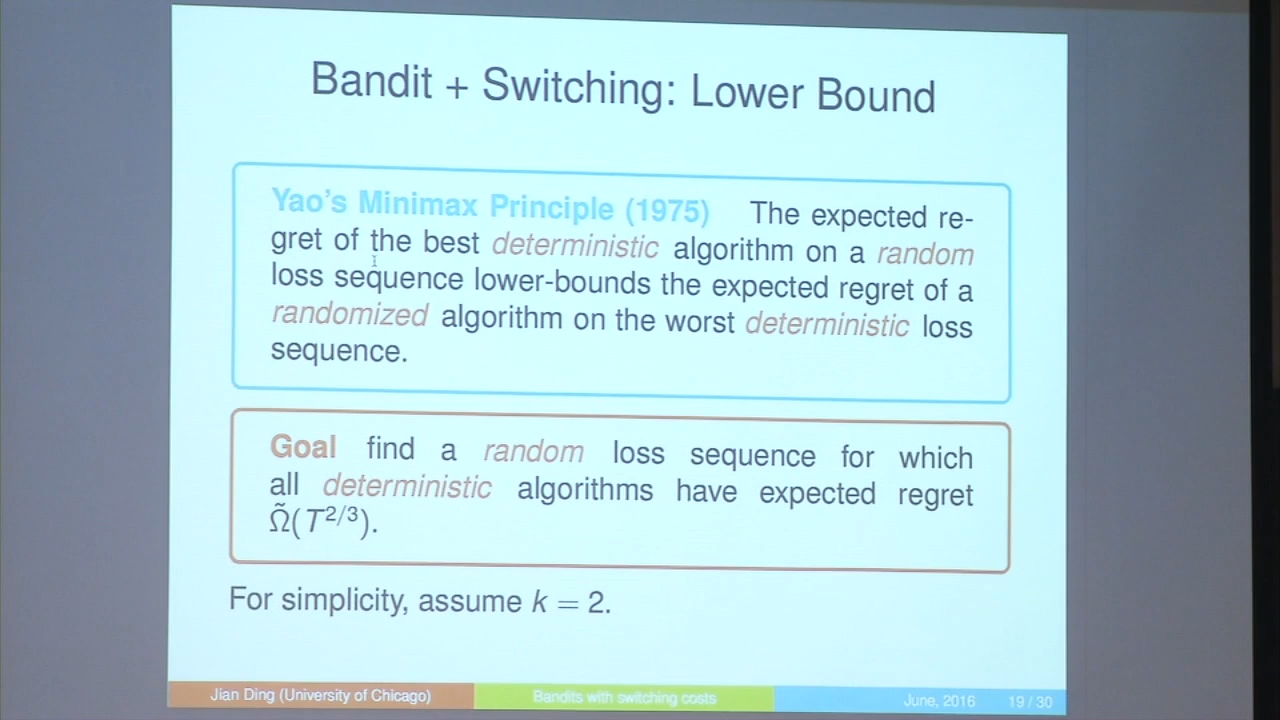 Bandit + Switching: Lower Bound
Yao's Minimax Principle (1975) The expected re-
gret of the best deterministic algorithm on a random
loss sequence lower-bounds the expected regret of a
randomized algorithm on the worst deterministic loss
sequence.
Goal find a random loss sequence for which
all deterministic algorithms have expected regret
Ω̃(T^{2/3}).
For simplicity, assume k = 2.
Jian Ding (University of Chicago) Bandits with switching costs June, 2016 19 / 30